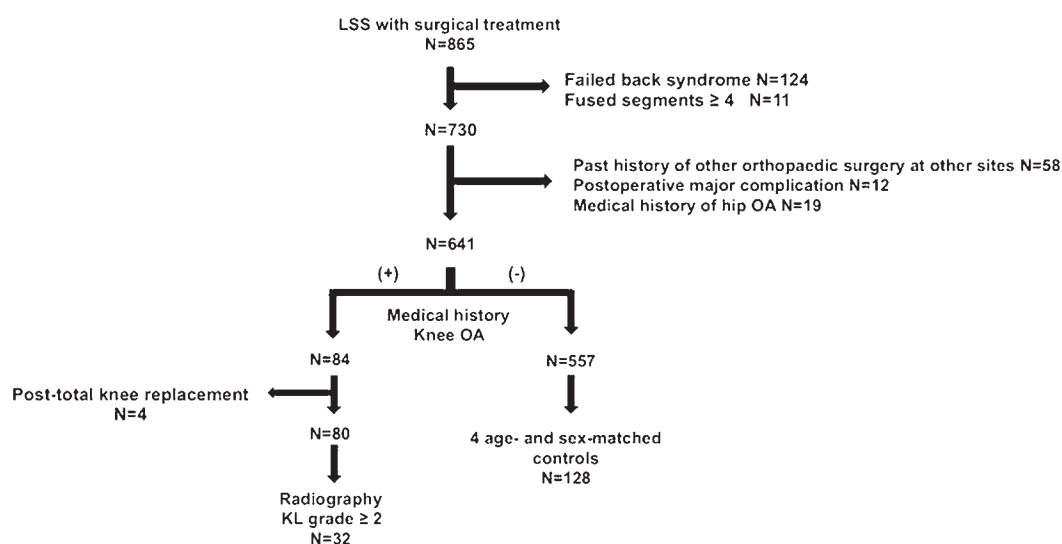 LSS with surgical treatment
N=865
Failed back syndrome N=124
Fused segments ≥ 4 N=11
N=730
Past history of other orthopaedic surgery at other sites N=58
Postoperative major complication N=12
Medical history of hip OA N=19
N=641
(+)
(-)
Medical history
Knee OA
N=84
N=557
Post-total knee replacement
N=4
N=80
4 age- and sex-matched
controls
N=128
Radiography
KL grade ≥ 2
N=32